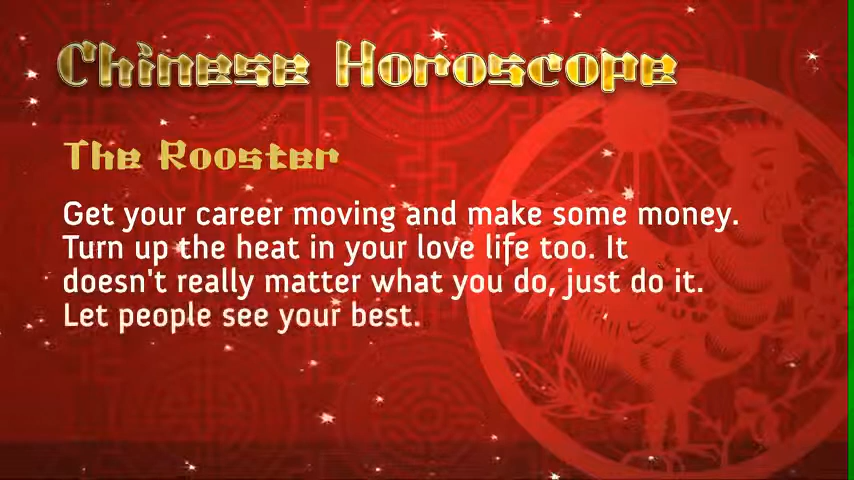 Chinese Horoscope
The Rooster
Get your career moving and make some money.
Turn up the heat in your love life too. It
doesn't really matter what you do, just do it.
Let people see your best.